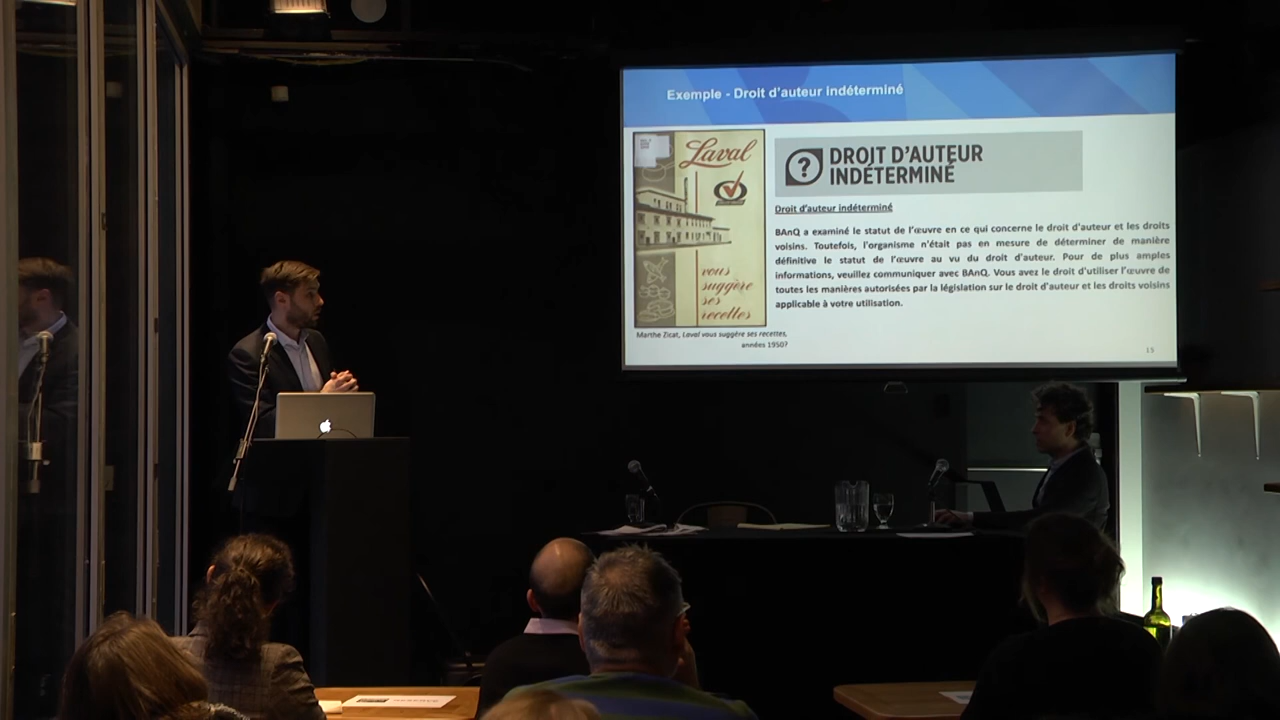 Exemple - Droit d'auteur indéterminé
Laval
vous
suggère
ses
recettes
? DROIT D'AUTEUR
INDÉTERMINÉ
Droit d'auteur indéterminé
BAnQ a examiné le statut de l'œuvre en ce qui concerne le droit d'auteur et les droits
voisins. Toutefois, l'organisme n'était pas en mesure de déterminer de manière
définitive le statut de l'œuvre au vu du droit d'auteur. Pour de plus amples
informations, veuillez communiquer avec BAnQ. Vous avez le droit d'utiliser l'œuvre de
toutes les manières autorisées par la législation sur le droit d'auteur et les droits voisins
applicable à votre utilisation.
Marthe Zicat, Laval vous suggère ses recettes,
années 1950?
15